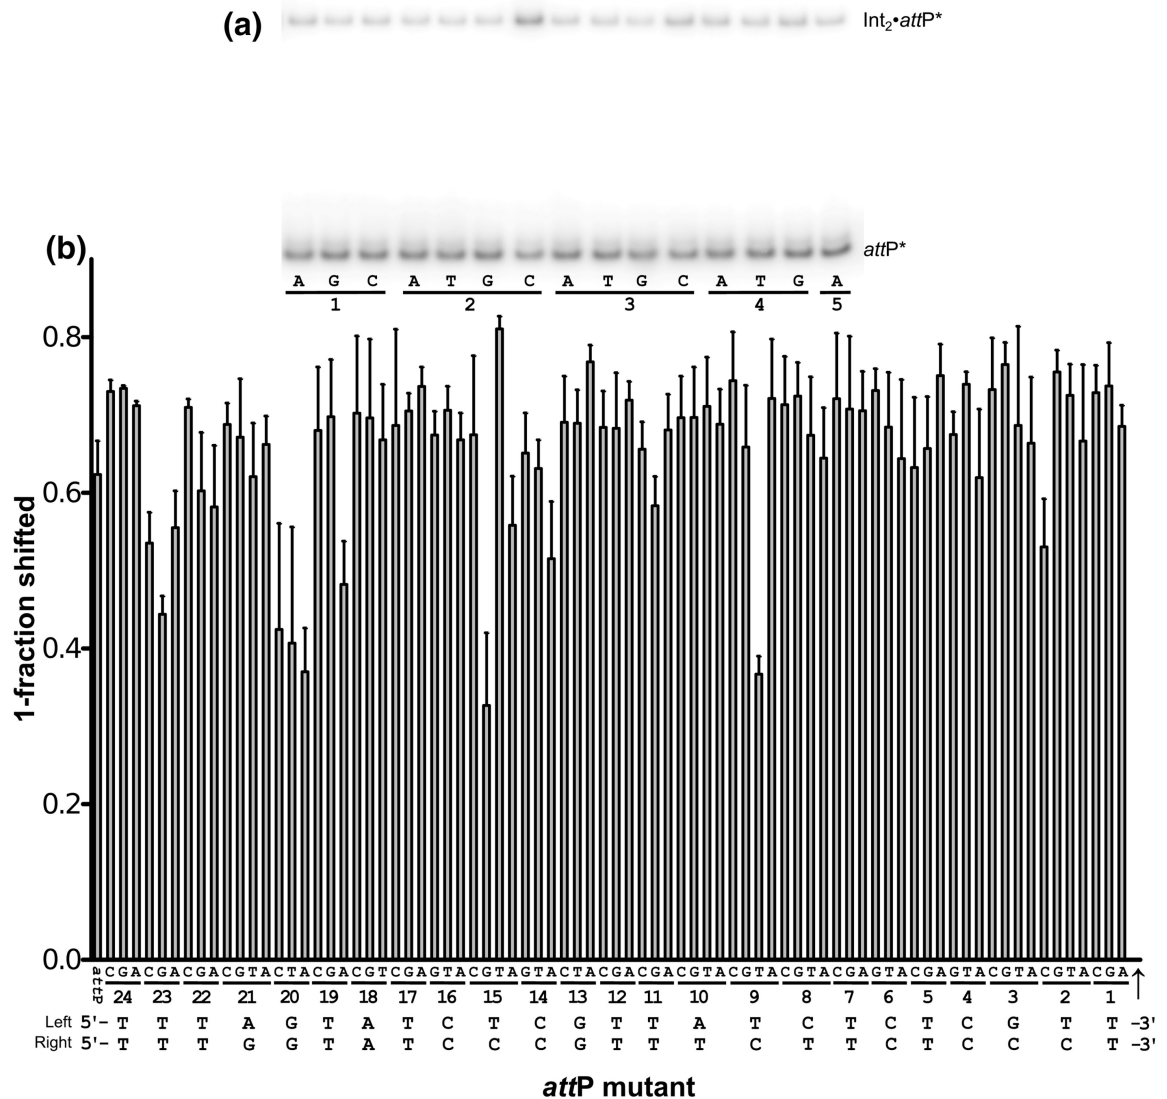 (a) Int₂•attP*
(b) attP*
A G C A T G C A T G C A T G A
1 2 3 4 5
0.8
0.6
0.4
0.2
0.0
1-fraction shifted
attP C G A C G A C G A C G T A C T A C G A C G T C G A G T A C G T A G T A C T A C G A C G A C G T A C G T A C G T A C G A G T A C G A G T A C G T A C G T A C G A
24 23 22 21 20 19 18 17 16 15 14 13 12 11 10 9 8 7 6 5 4 3 2 1
Left 5'- T T T A G T A T C T C G T T A T C T C T C G T T -3'
Right 5'- T T T G G T A T C C C G T T T C T T C T C C C T -3'
attP mutant